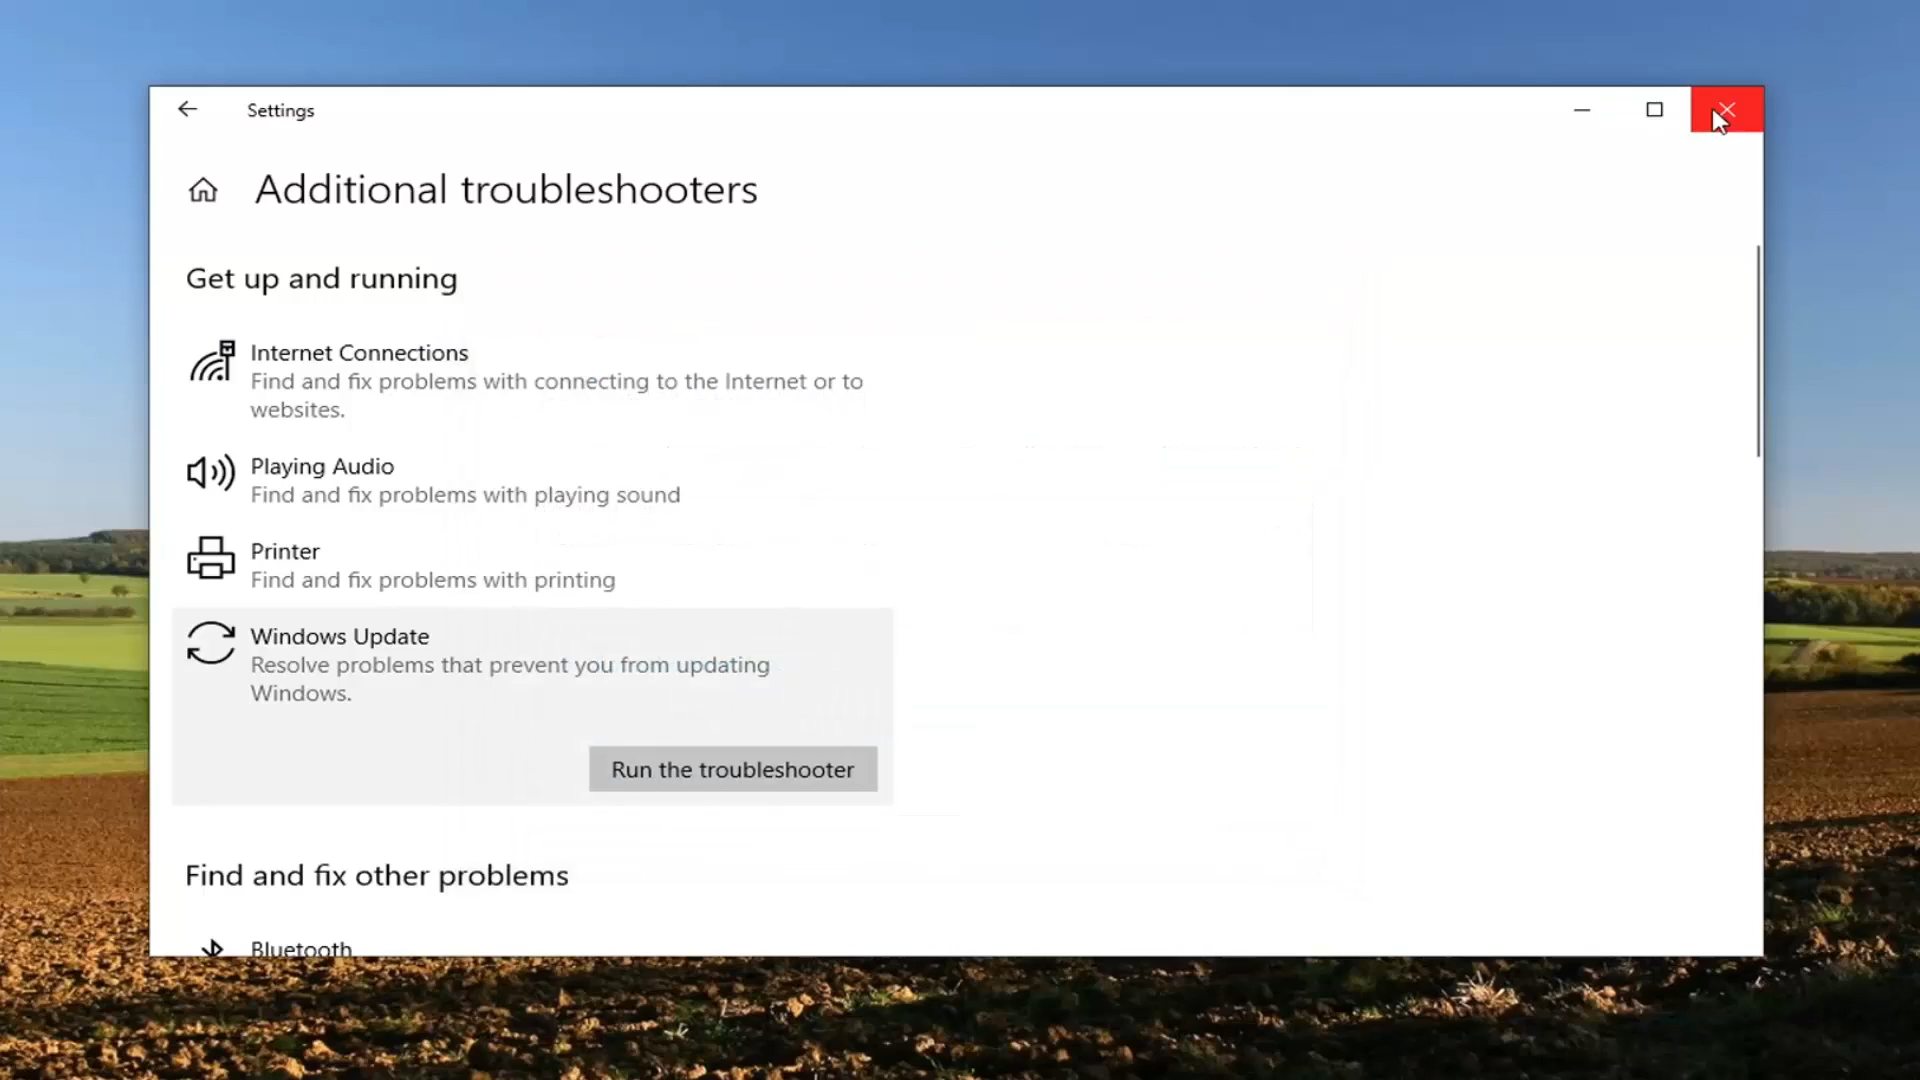 Settings
Additional troubleshooters
Get up and running
Internet Connections
Find and fix problems with connecting to the Internet or to
websites.
Playing Audio
Find and fix problems with playing sound
Printer
Find and fix problems with printing
Windows Update
Resolve problems that prevent you from updating
Windows.
Run the troubleshooter
Find and fix other problems
Bluetooth